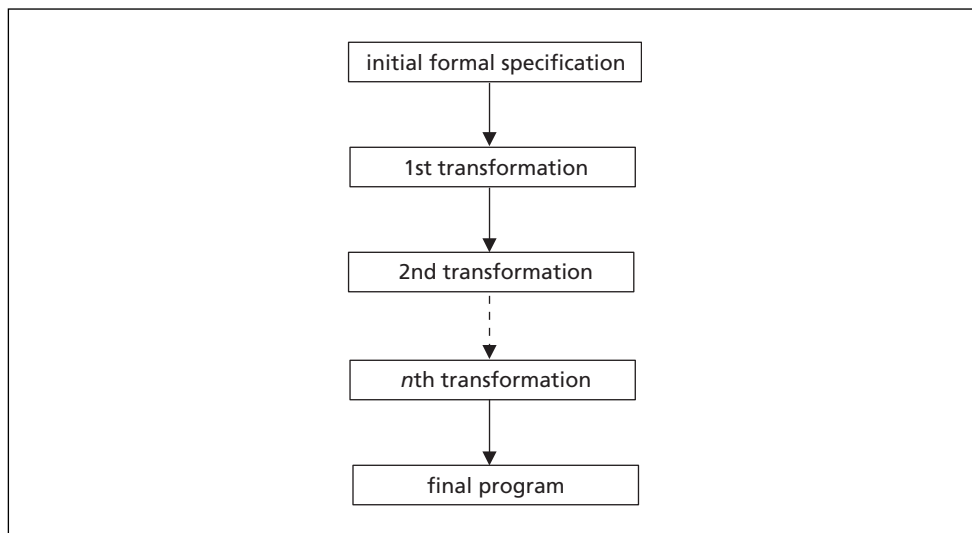 initial formal specification
1st transformation
2nd transformation
nth transformation
final program